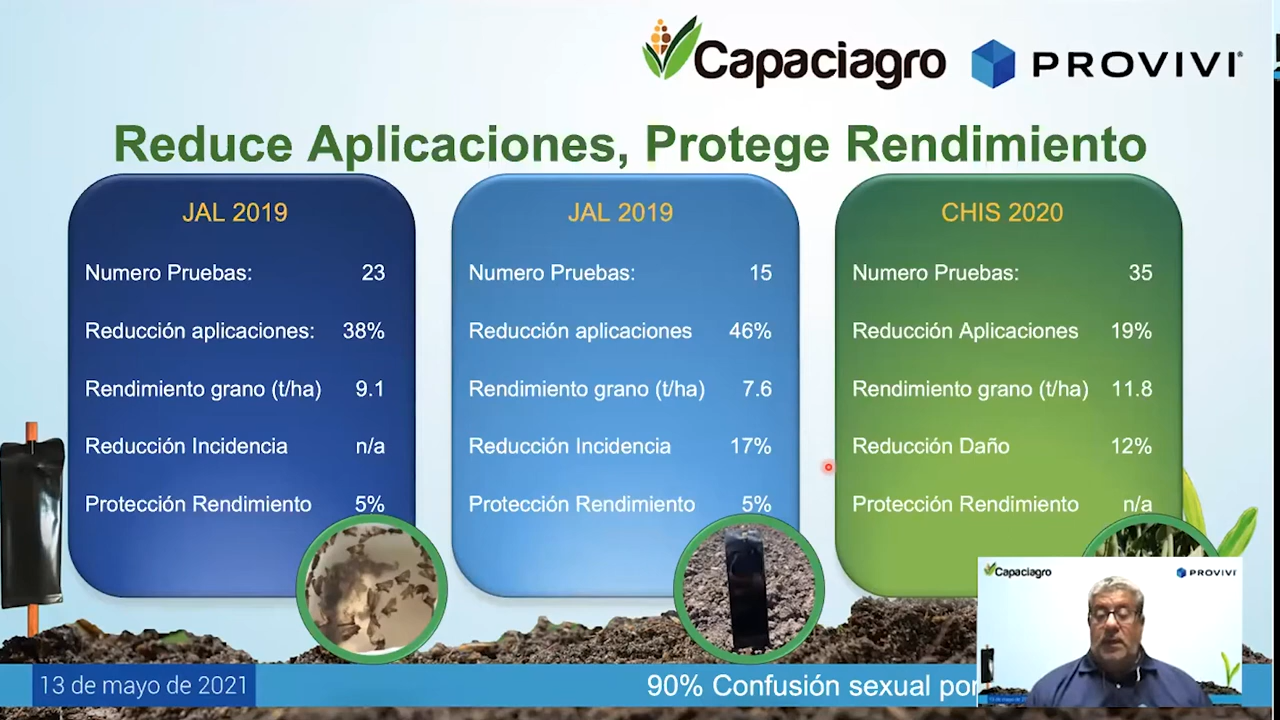 Capaciagro PROVIVI®
Reduce Aplicaciones, Protege Rendimiento
JAL 2019
Numero Pruebas: 23
Reducción aplicaciones: 38%
Rendimiento grano (t/ha) 9.1
Reducción Incidencia n/a
Protección Rendimiento 5%
JAL 2019
Numero Pruebas: 15
Reducción aplicaciones 46%
Rendimiento grano (t/ha) 7.6
Reducción Incidencia 17%
Protección Rendimiento 5%
CHIS 2020
Numero Pruebas: 35
Reducción Aplicaciones 19%
Rendimiento grano (t/ha) 11.8
Reducción Daño 12%
Protección Rendimiento n/a
Capaciagro PROVIVI
13 de mayo de 2021
90% Confusión sexual por